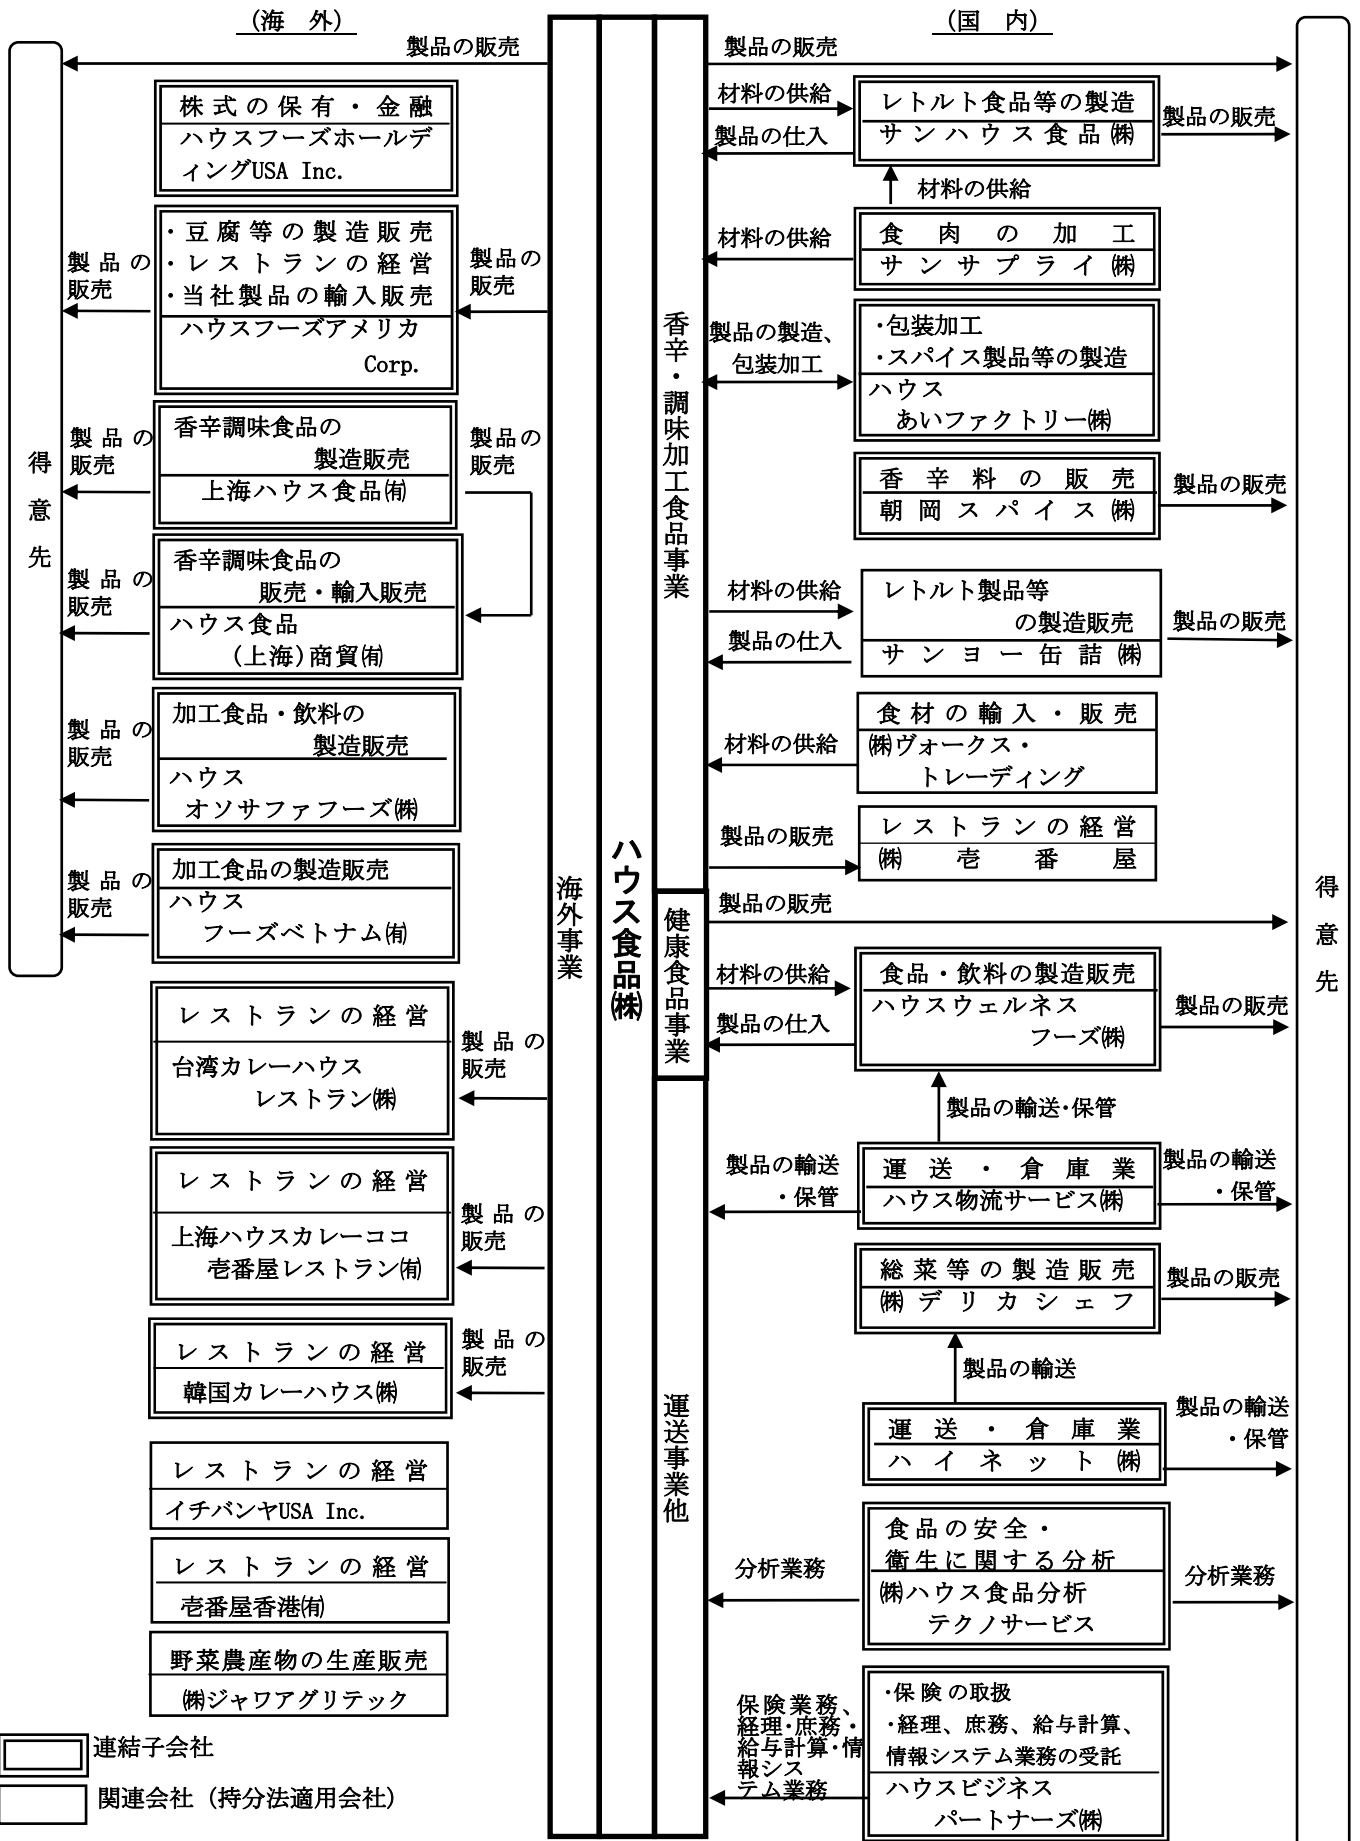 (海　外)
(国　内)
製品の販売
得意先
株式の保有・金融
ハウスフーズホールデ
ィングUSA Inc.
・豆腐等の製造販売
・レストランの経営
・当社製品の輸入販売
ハウスフーズアメリカ
Corp.
製品の
販売
製品の
販売
香辛調味食品の
製造販売
上海ハウス食品㈲
製品の
販売
製品の
販売
香辛調味食品の
販売・輸入販売
ハウス食品
(上海)商貿㈲
製品の
販売
加工食品・飲料の
製造販売
ハウス
オソサファフーズ㈱
製品の
販売
加工食品の製造販売
ハウス
フーズベトナム㈲
製品の
販売
レストランの経営
台湾カレーハウス
レストラン㈱
製品の
販売
レストランの経営
上海ハウスカレーココ
壱番屋レストラン㈲
製品の
販売
レストランの経営
韓国カレーハウス㈱
製品の
販売
レストランの経営
イチバンヤUSA Inc.
レストランの経営
壱番屋香港㈲
野菜農産物の生産販売
㈱ジャワアグリテック
連結子会社
関連会社（持分法適用会社）
海外事業
ハウス食品㈱
香辛・調味加工食品事業
健康食品事業
運送事業他
製品の販売
材料の供給
製品の仕入
レトルト食品等の製造
サンハウス食品㈱
製品の販売
材料の供給
材料の供給
食肉の加工
サンサプライ㈱
製品の製造、
包装加工
・包装加工
・スパイス製品等の製造
ハウス
あいファクトリー㈱
香辛料の販売
朝岡スパイス㈱
製品の販売
材料の供給
製品の仕入
レトルト製品等
の製造販売
サンヨー缶詰㈱
製品の販売
材料の供給
食材の輸入・販売
㈱ヴォークス・
トレーディング
製品の販売
レストランの経営
㈱壱番屋
製品の販売
材料の供給
製品の仕入
食品・飲料の製造販売
ハウスウェルネス
フーズ㈱
製品の販売
製品の輸送・保管
製品の輸送
・保管
運送・倉庫業
ハウス物流サービス㈱
製品の輸送
・保管
総菜等の製造販売
㈱デリカシェフ
製品の販売
製品の輸送
運送・倉庫業
ハイネット㈱
製品の輸送
・保管
分析業務
食品の安全・
衛生に関する分析
㈱ハウス食品分析
テクノサービス
分析業務
保険業務、
経理・庶務・
給与計算・情
報シス
テム業務
・保険の取扱
・経理、庶務、給与計算、
情報システム業務の受託
ハウスビジネス
パートナーズ㈱
得意先